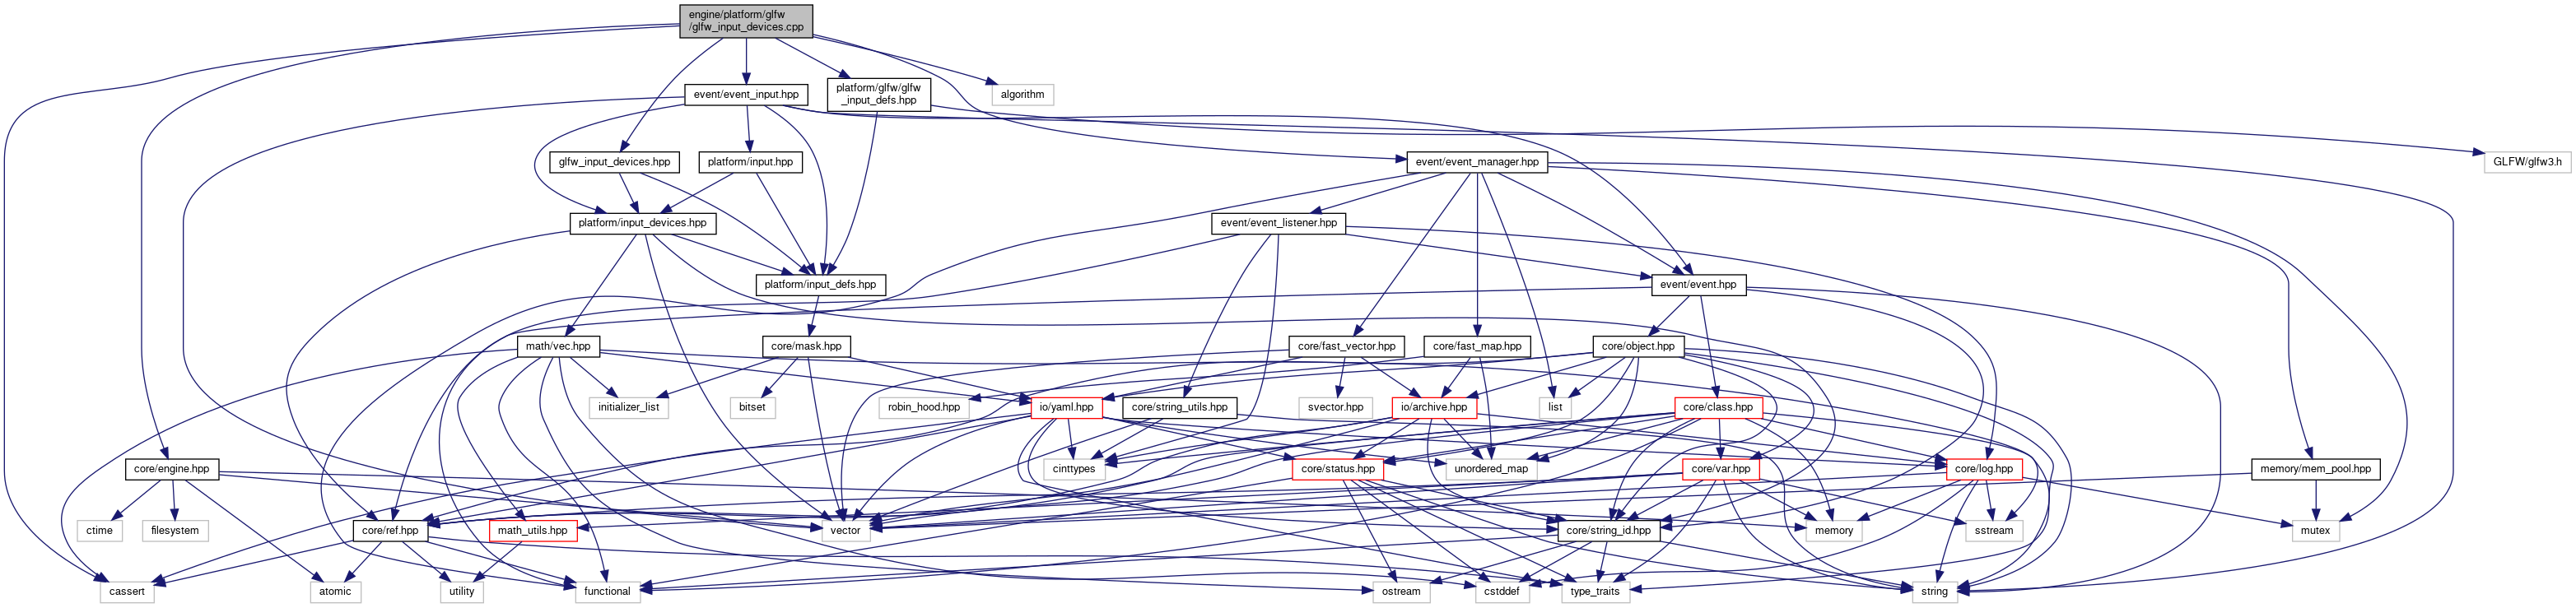 engine/platform/glfw
/glfw_input_devices.cpp
event/event_input.hpp
platform/glfw/glfw
_input_defs.hpp
algorithm
glfw_input_devices.hpp
platform/input.hpp
event/event_manager.hpp
GLFW/glfw3.h
platform/input_devices.hpp
event/event_listener.hpp
platform/input_defs.hpp
event/event.hpp
math/vec.hpp
core/mask.hpp
core/fast_vector.hpp
core/fast_map.hpp
core/object.hpp
initializer_list
bitset
robin_hood.hpp
io/yaml.hpp
core/string_utils.hpp
svector.hpp
io/archive.hpp
list
core/class.hpp
core/engine.hpp
cinttypes
core/status.hpp
unordered_map
core/var.hpp
core/log.hpp
memory/mem_pool.hpp
ctime
filesystem
core/ref.hpp
math_utils.hpp
vector
core/string_id.hpp
memory
sstream
mutex
cassert
atomic
utility
functional
ostream
cstddef
type_traits
string